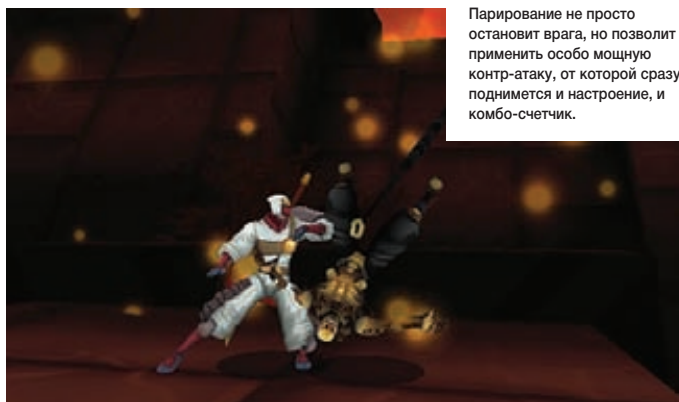 Парирование не просто
остановит врага, но позволит
применить особо мощную
контр-атаку, от которой сразу
поднимется и настроение, и
комбо-счетчик.